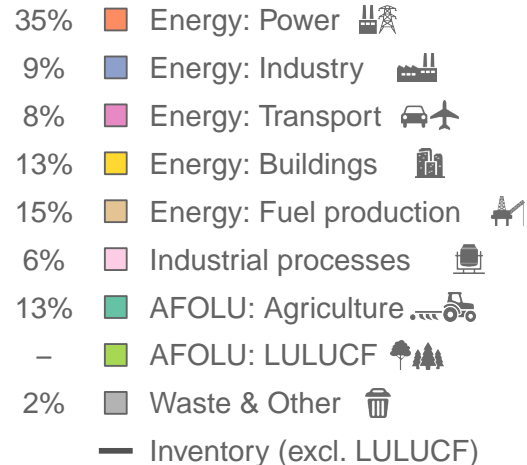 35% Energy: Power
9% Energy: Industry
8% Energy: Transport
13% Energy: Buildings
15% Energy: Fuel production
6% Industrial processes
13% AFOLU: Agriculture
– AFOLU: LULUCF
2% Waste & Other
Inventory (excl. LULUCF)